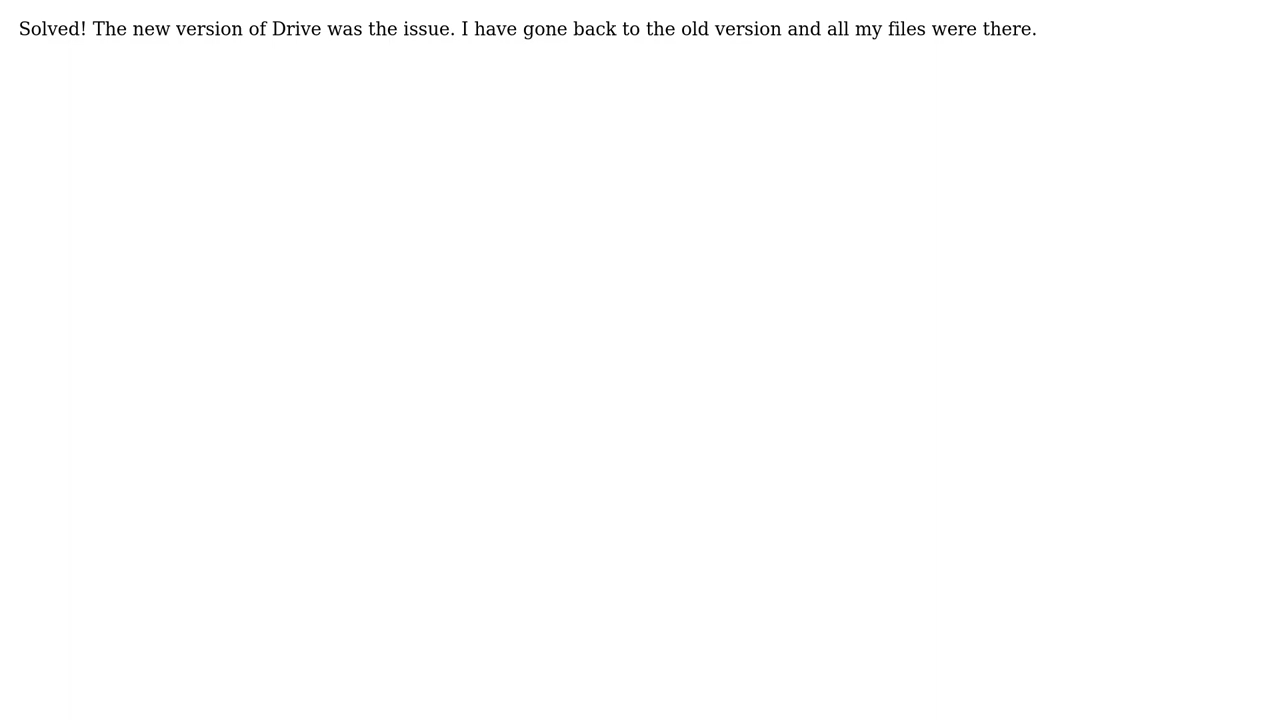 Solved! The new version of Drive was the issue. I have gone back to the old version and all my files were there.